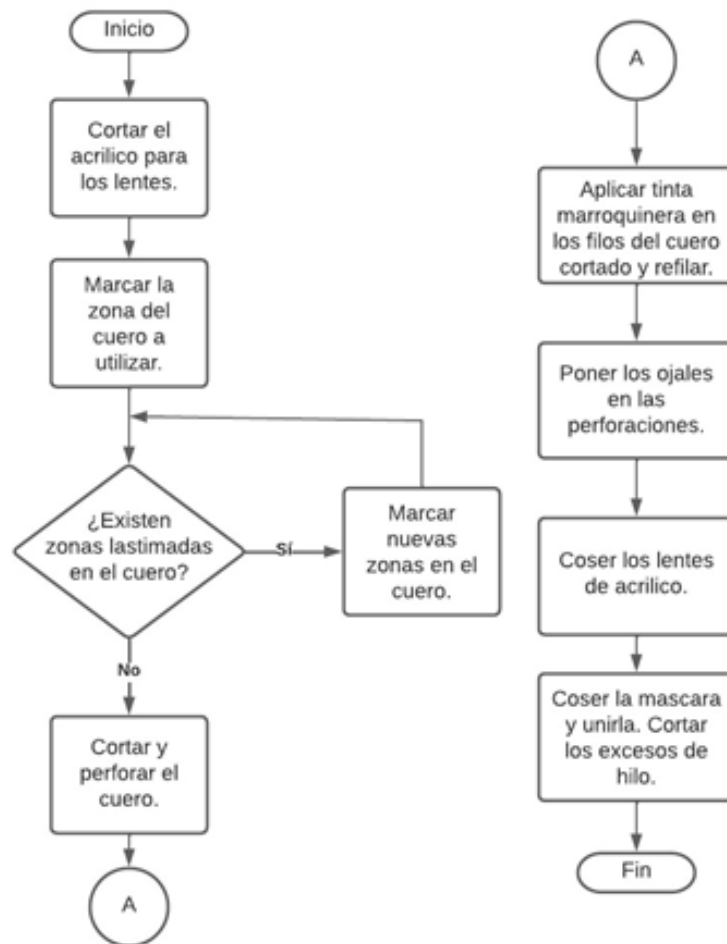 Inicio
Cortar el
acrilico para
los lentes.
Marcar la
zona del
cuero a
utilizar.
¿Existen
zonas lastimadas
en el cuero?
Sí
Marcar
nuevas
zonas en el
cuero.
No
Cortar y
perforar el
cuero.
A
A
Aplicar tinta
marroquinera en
los filos del cuero
cortado y refilar.
Poner los ojales
en las
perforaciones.
Coser los lentes
de acrilico.
Coser la mascara
y unirla. Cortar
los excesos de
hilo.
Fin